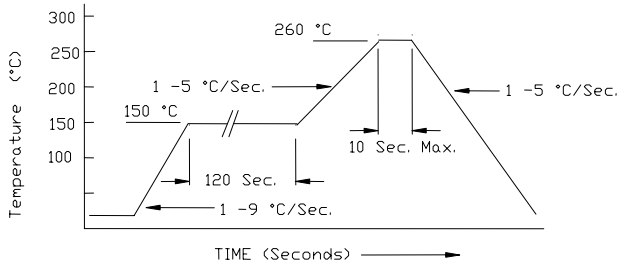 300
260 °C
250
200
1 -5 °C/Sec.
1 -5 °C/Sec.
150 °C
150
10 Sec. Max.
100
120 Sec.
1 -9 °C/Sec.
Temperature (°C)
TIME (Seconds)